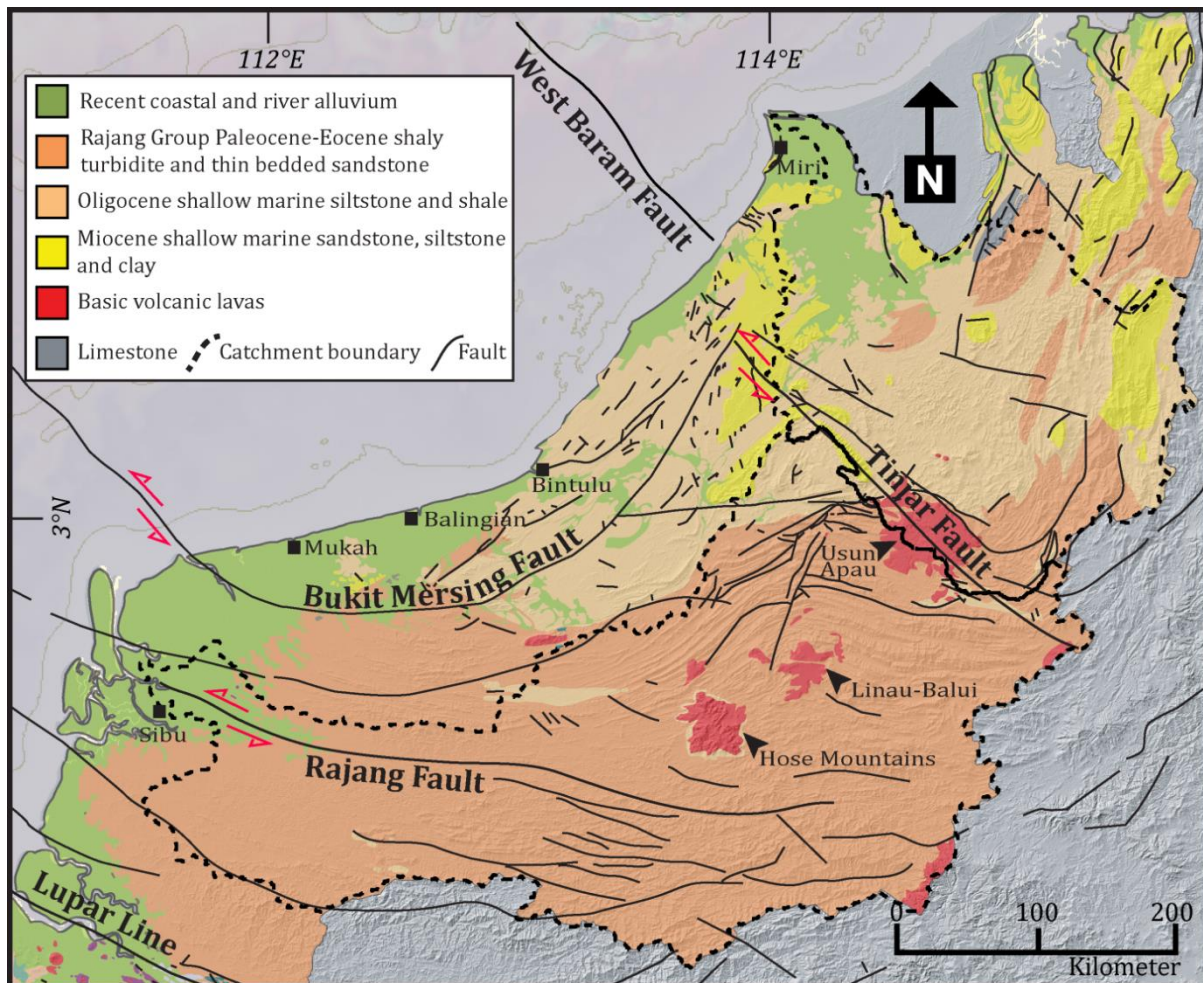 112°E
114°E
Recent coastal and river alluvium
Rajang Group Paleocene-Eocene shaly
turbidite and thin bedded sandstone
Oligocene shallow marine siltstone and shale
Miocene shallow marine sandstone, siltstone
and clay
Basic volcanic lavas
Limestone
Catchment boundary
Fault
West Baram Fault
N
Miri
Bintulu
Tinjar Fault
3°N
Balingian
Mukah
Usun
Apau
Bukit Mersing Fault
Linau-Balui
Sibu
Hose Mountains
Rajang Fault
Lupar Line
0 100 200
Kilometer